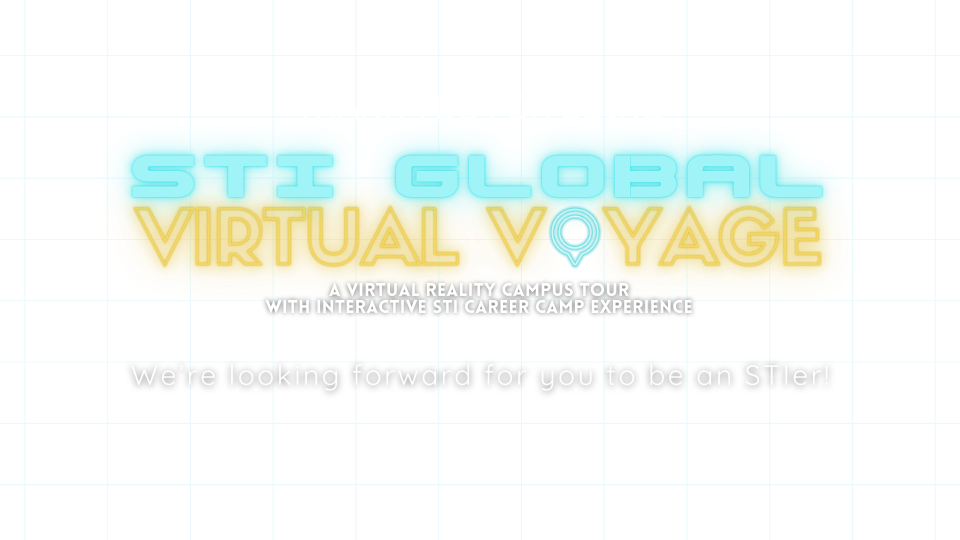 STI GLOBAL
VIRTUAL VOYAGE
A VIRTUAL REALITY CAMPUS TOUR
WITH INTERACTIVE STI CAREER CAMP EXPERIENCE
We're looking forward for you to be an STIer!